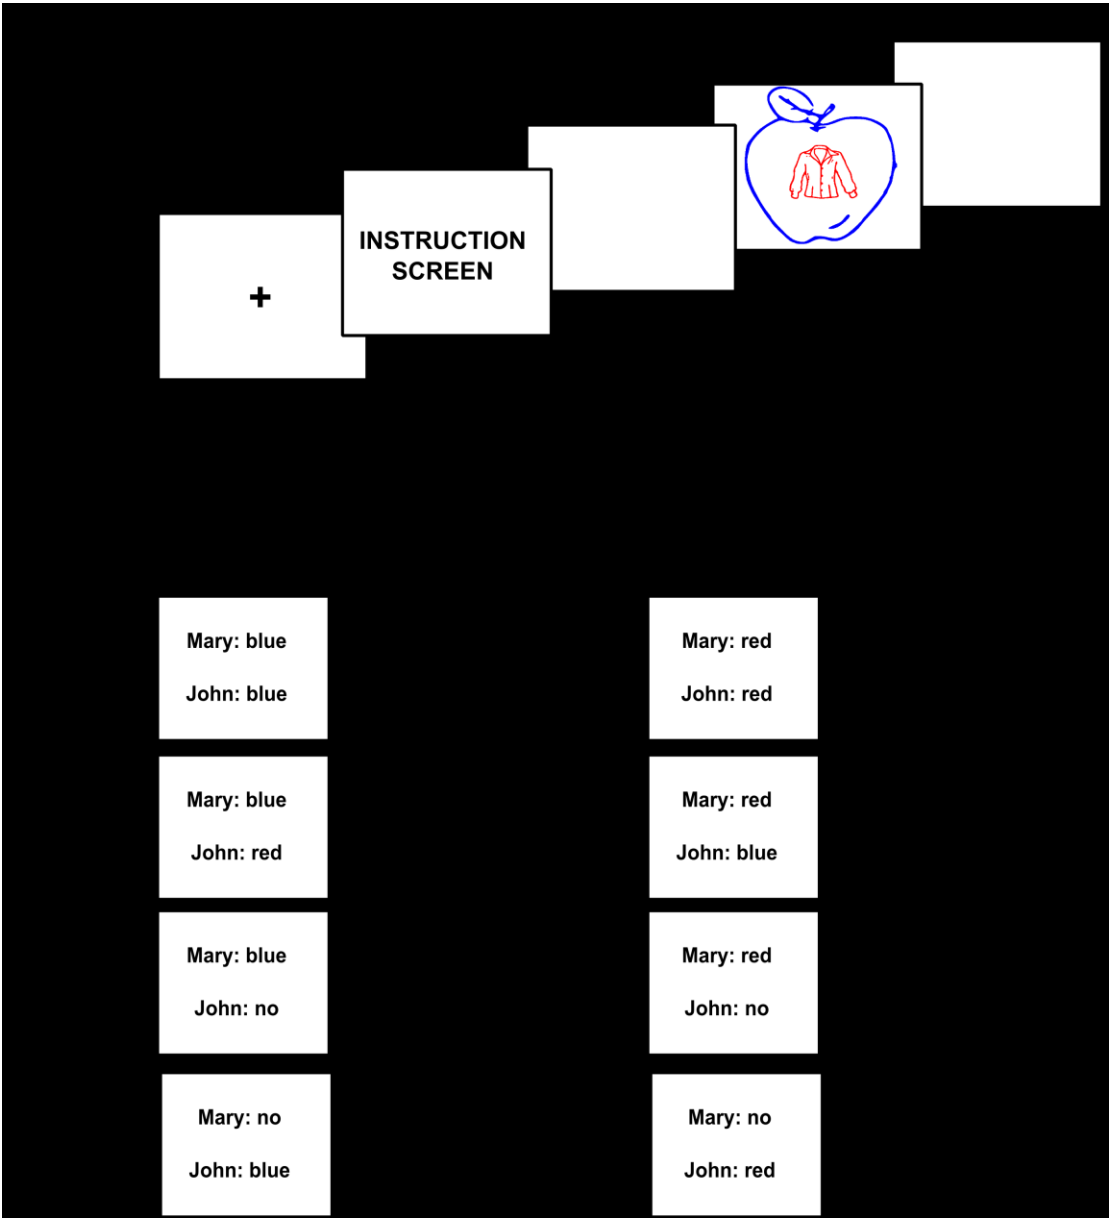 +
INSTRUCTION
SCREEN
Mary: blue
John: blue
Mary: red
John: red
Mary: blue
John: red
Mary: red
John: blue
Mary: blue
John: no
Mary: red
John: no
Mary: no
John: blue
Mary: no
John: red